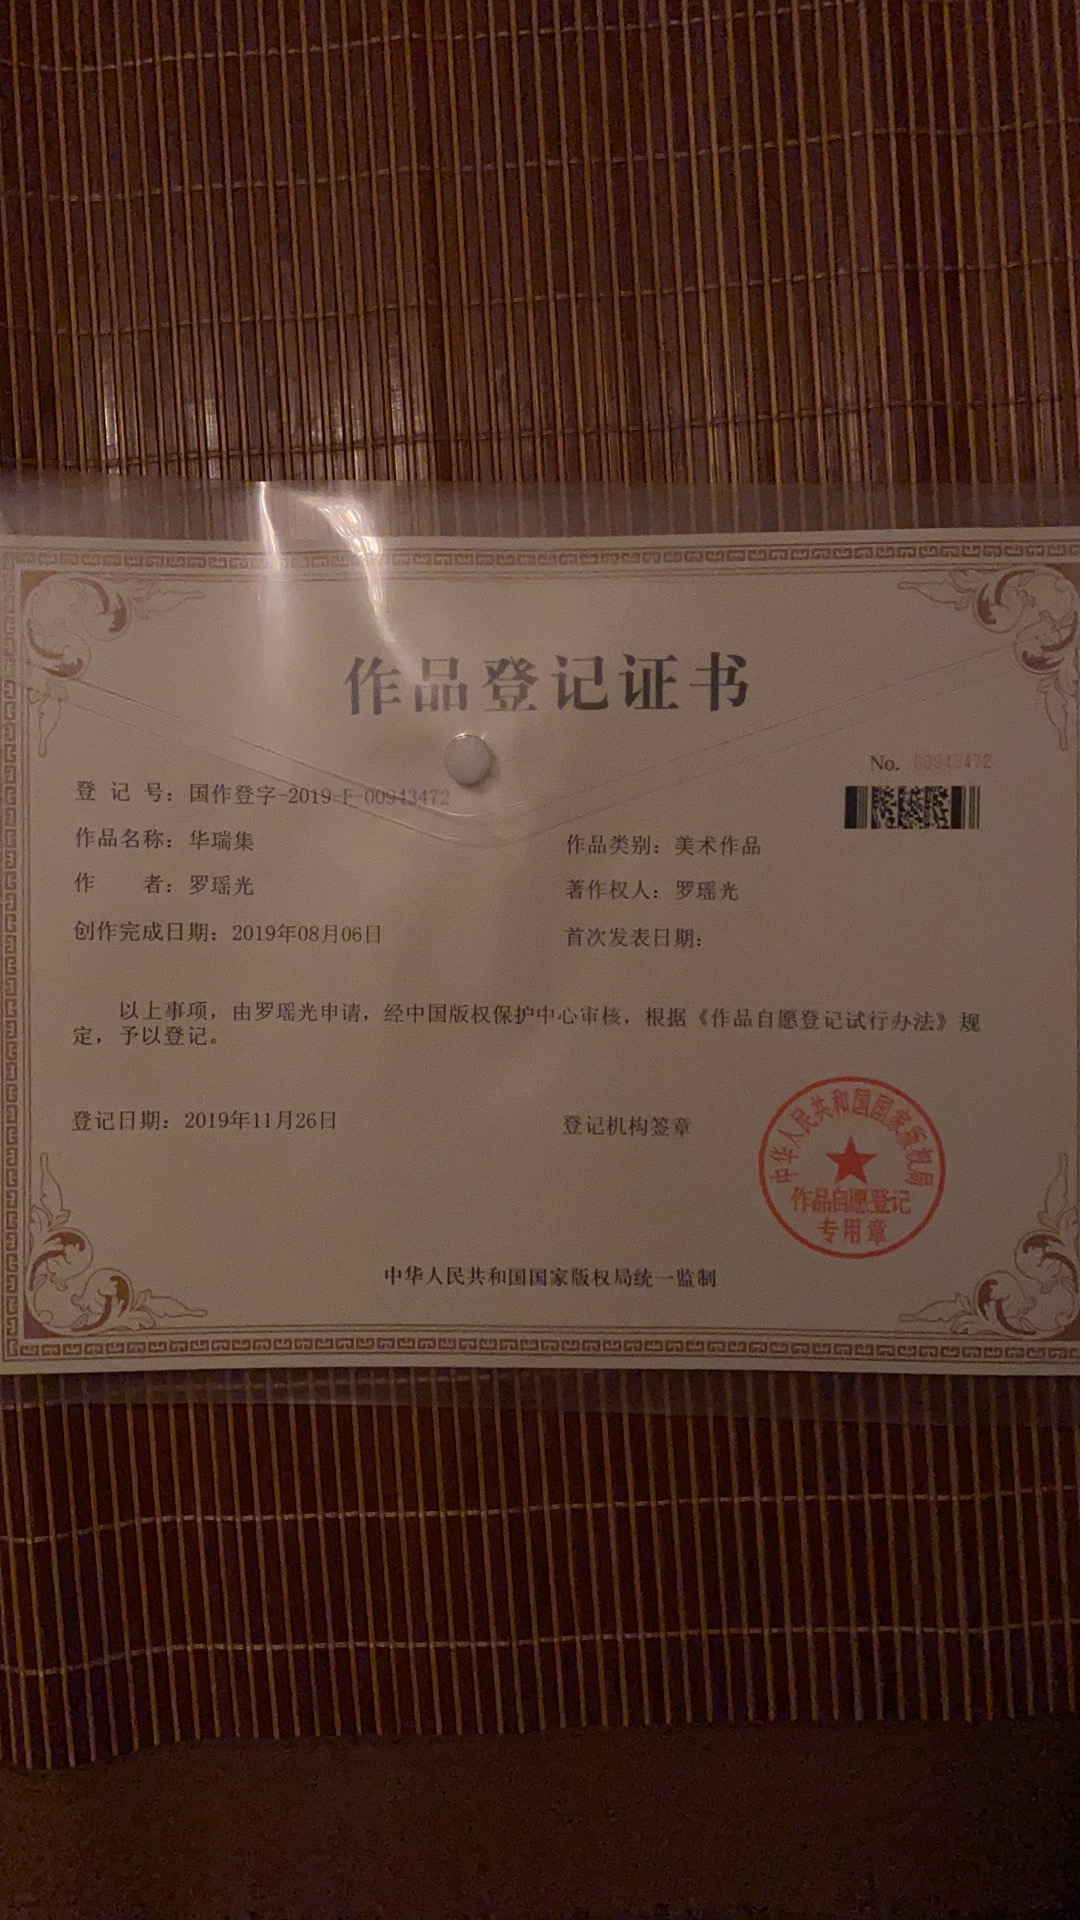 作品登记证书
No. 00943472
登 记 号：国作登字-2019-F-00943472
作品名称：华瑞集
作品类别：美术作品
作 者：罗瑶光
著作权人：罗瑶光
创作完成日期：2019年08月06日
首次发表日期：
以上事项，由罗瑶光申请，经中国版权保护中心审核，根据《作品自愿登记试行办法》规
定，予以登记。
登记日期：2019年11月26日
登记机构签章
中华人民共和国国家版权局
作品自愿登记
专用章
中华人民共和国国家版权局统一监制